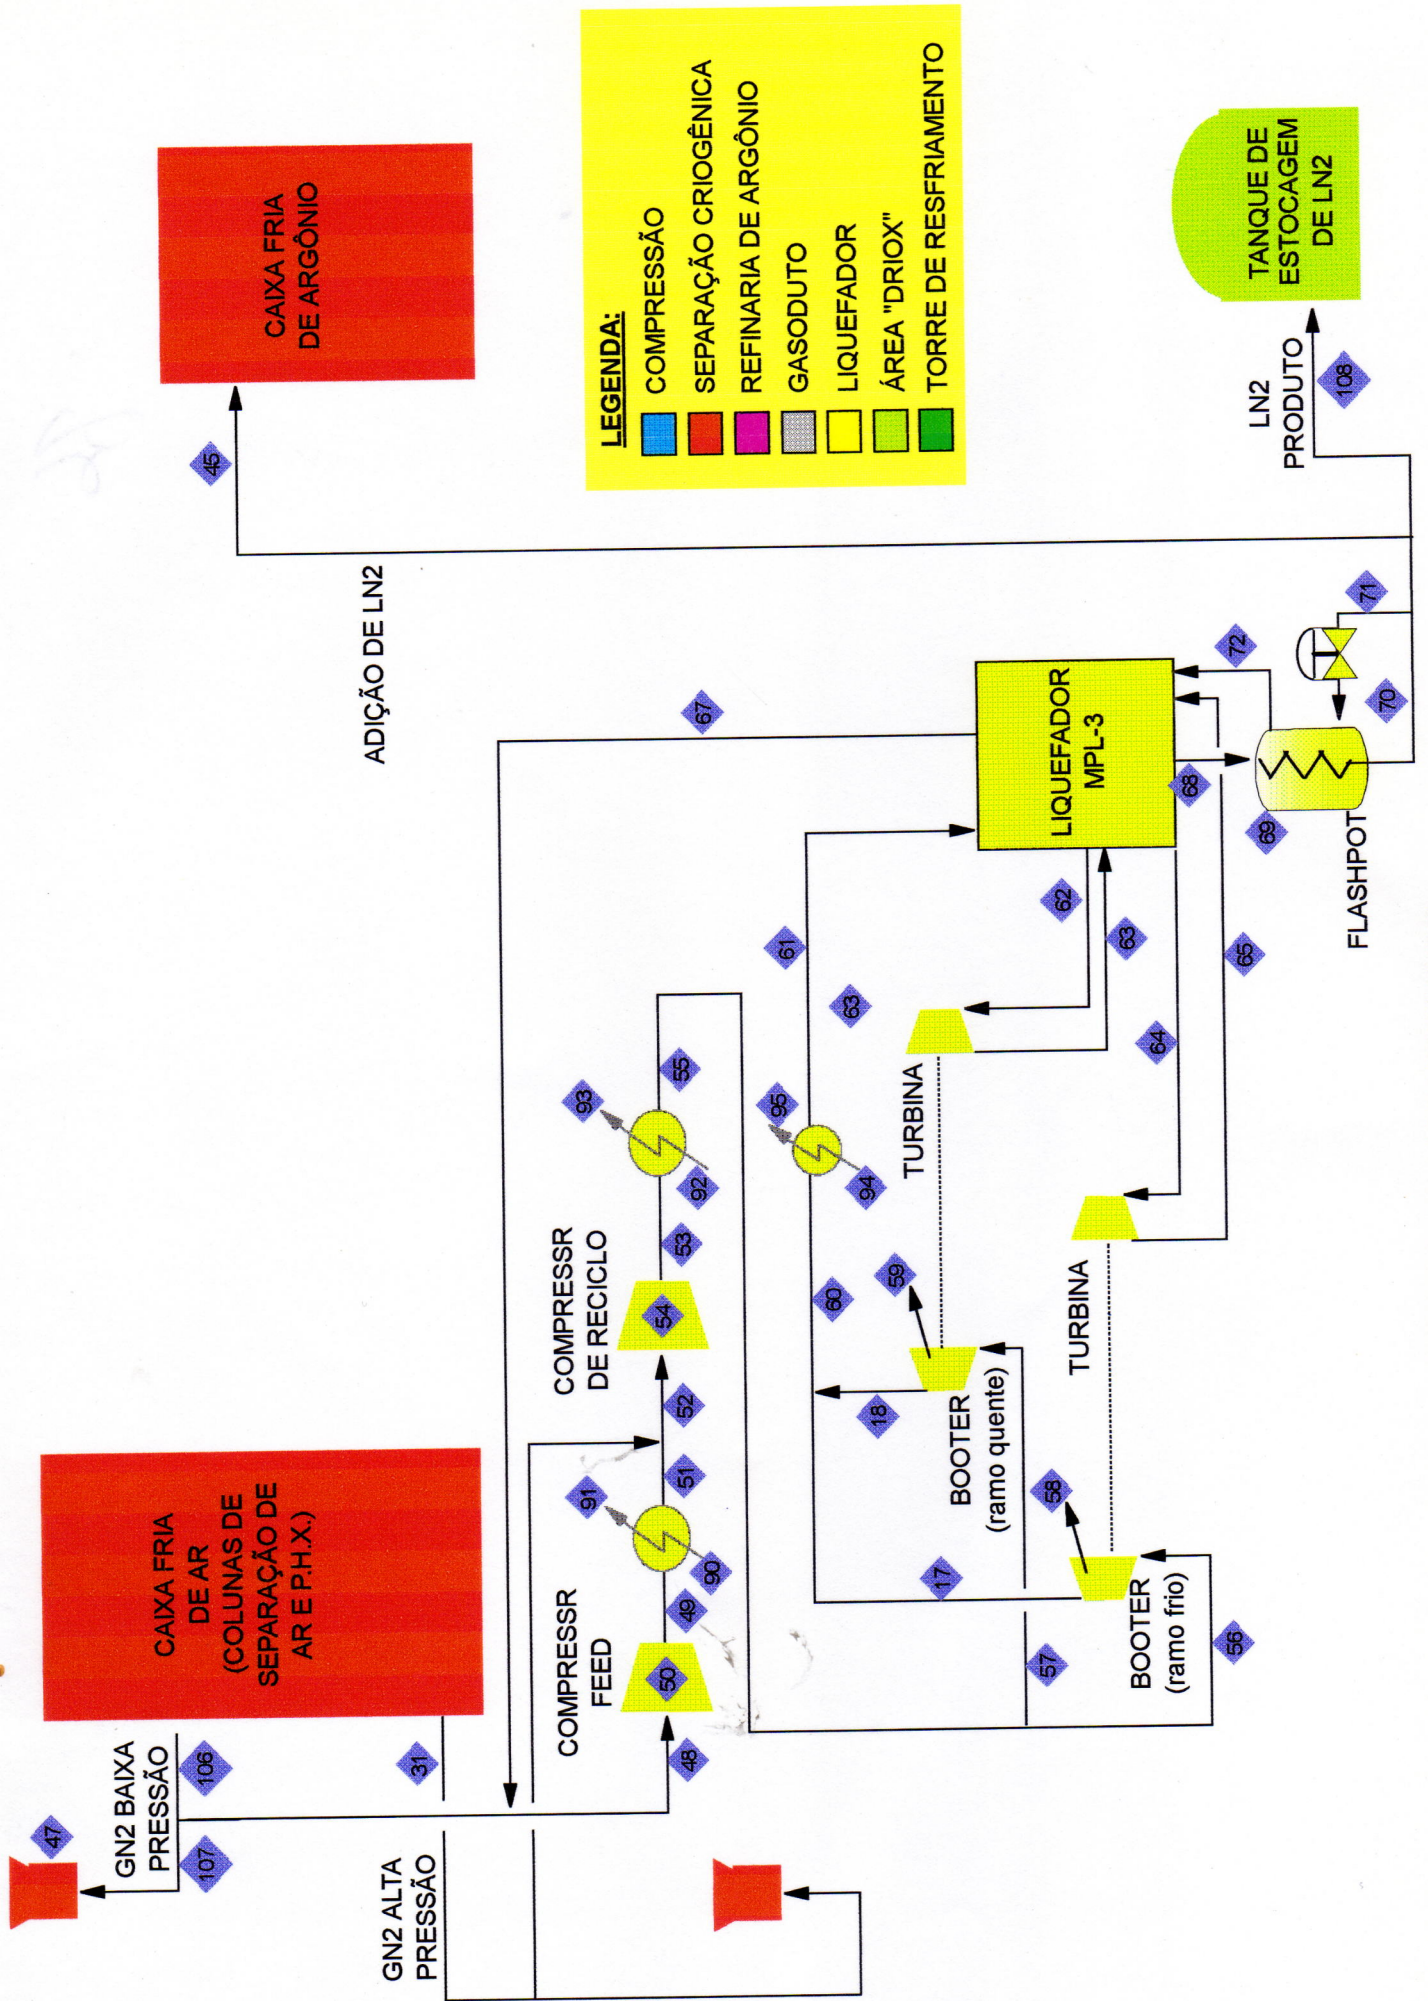 47
GN2 BAIXA
PRESSÃO
106
107
CAIXA FRIA
DE AR
(COLUNAS DE
SEPARAÇÃO DE
AR E P.H.X.)
31
GN2 ALTA
PRESSÃO
CAIXA FRIA
DE ARGÔNIO
45
ADIÇÃO DE LN2
67
COMPRESSR
FEED
48
50
49
90
91
51
52
COMPRESSR
DE RECICLO
54
53
92
93
55
LEGENDA:
COMPRESSÃO
SEPARAÇÃO CRIOGÊNICA
REFINARIA DE ARGÔNIO
GASODUTO
LIQUEFADOR
ÁREA "DRIOX"
TORRE DE RESFRIAMENTO
61
95
94
60
63
59
18
17
BOOTER
(ramo quente)
TURBINA
58
57
BOOTER
(ramo frio)
56
TURBINA
LIQUEFADOR
MPL-3
62
63
64
65
68
72
69
FLASHPOT
71
70
LN2
PRODUTO
108
TANQUE DE
ESTOCAGEM
DE LN2